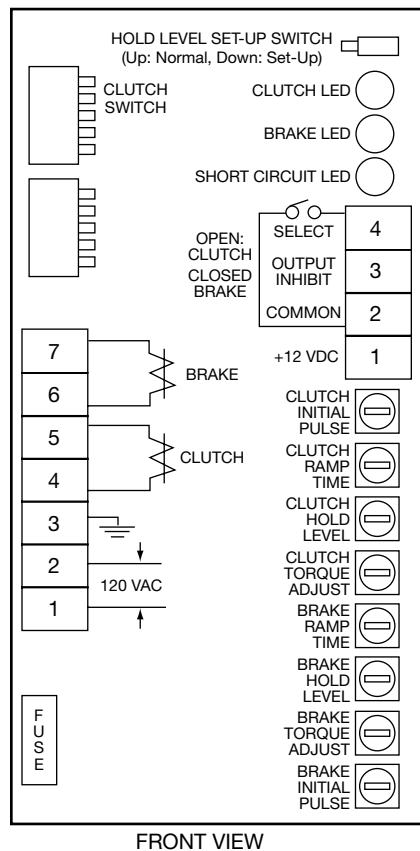 HOLD LEVEL SET-UP SWITCH
(Up: Normal, Down: Set-Up)
CLUTCH
SWITCH
CLUTCH LED
BRAKE LED
SHORT CIRCUIT LED
OPEN:
CLUTCH
CLOSED
BRAKE
SELECT
4
OUTPUT
INHIBIT
3
COMMON
2
+12 VDC
1
7
6
BRAKE
5
4
CLUTCH
3
2
1
120 VAC
CLUTCH
INITIAL
PULSE
CLUTCH
RAMP
TIME
CLUTCH
HOLD
LEVEL
CLUTCH
TORQUE
ADJUST
BRAKE
RAMP
TIME
BRAKE
HOLD
LEVEL
BRAKE
TORQUE
ADJUST
BRAKE
INITIAL
PULSE
F
U
S
E
FRONT VIEW